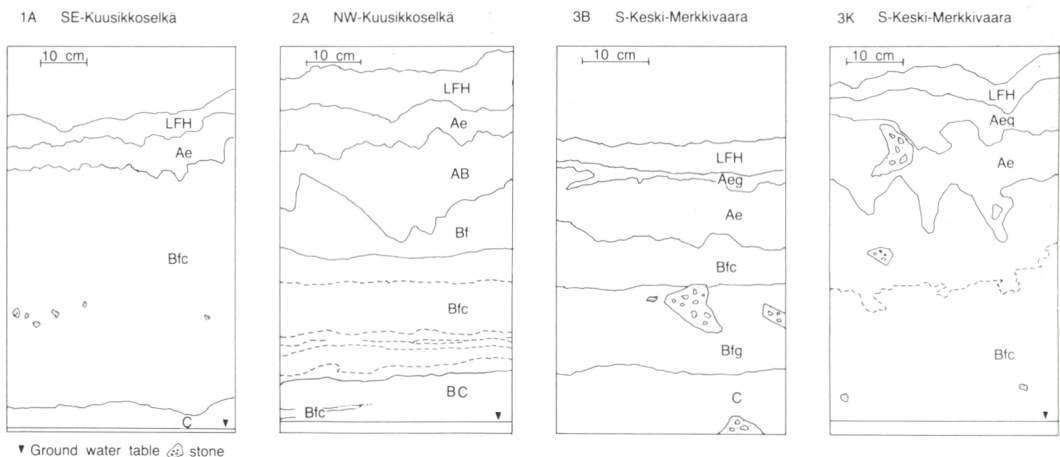 1A SE-Kuusikkoselkä
10 cm
LFH
Ae
Bfc
C
2A NW-Kuusikkoselkä
10 cm
LFH
Ae
AB
Bf
Bfc
BC
Bfc
3B S-Keski-Merkkivaara
10 cm
LFH
Aeg
Ae
Bfc
Bfg
C
3K S-Keski-Merkkivaara
10 cm
LFH
Aeg
Ae
Bfc
▼ Ground water table stone